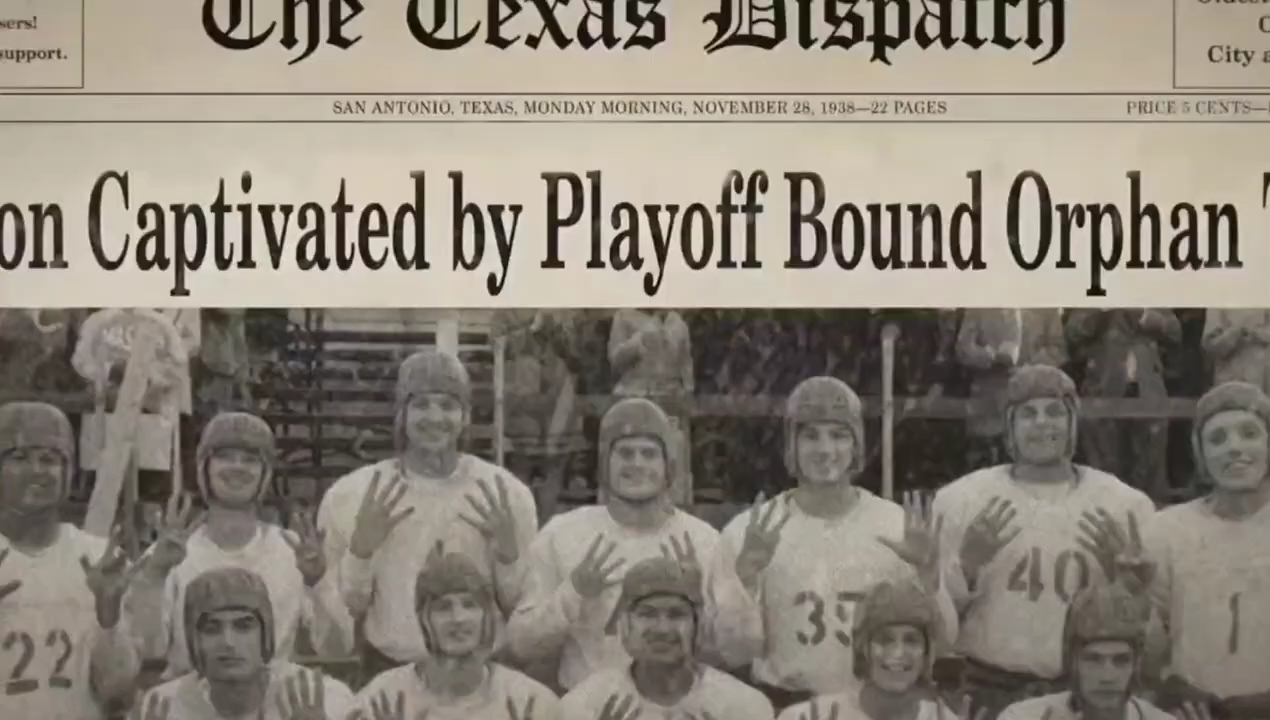 sers!
support.
The Texas Dispatch
City a
SAN ANTONIO, TEXAS, MONDAY MORNING, NOVEMBER 28, 1938—22 PAGES
PRICE 5 CENTS—
on Captivated by Playoff Bound Orphan
22
35
40
1